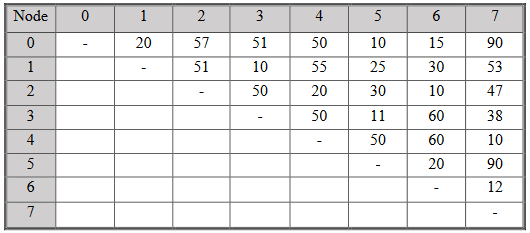 Node 0 1 2 3 4 5 6 7
0 - 20 57 51 50 10 15 90
1 - 51 10 55 25 30 53
2 - 50 20 30 10 47
3 - 50 11 60 38
4 - 50 60 10
5 - 20 90
6 - 12
7 -